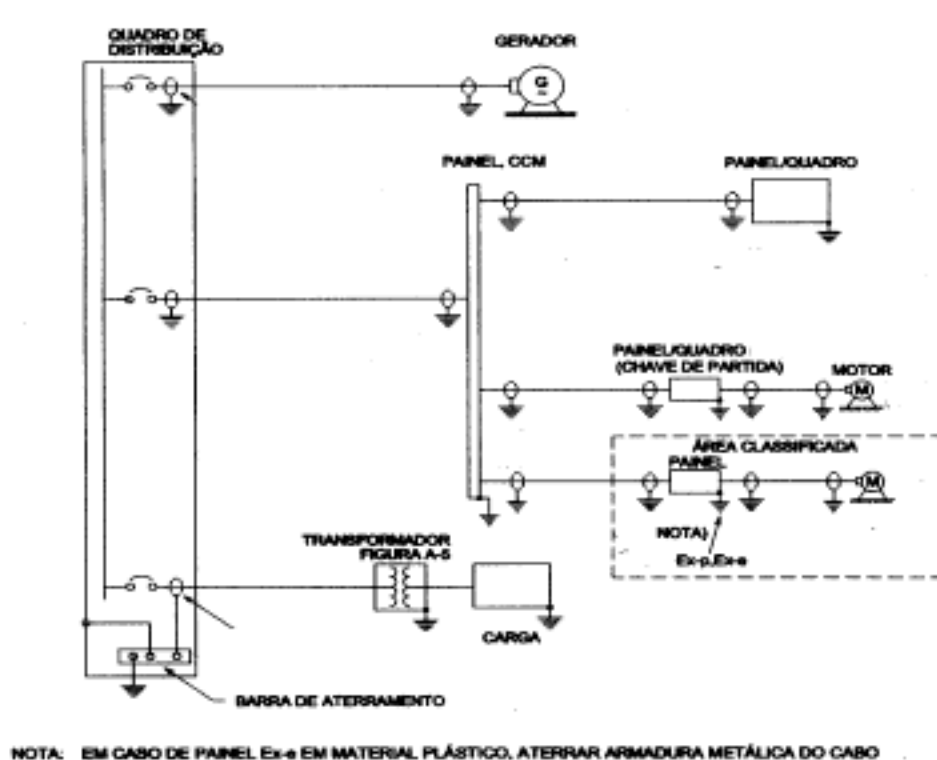 QUADRO DE
DISTRIBUIÇÃO
GERADOR
G
PAINEL, CCM
PAINEL/QUADRO
PAINEL/QUADRO
(CHAVE DE PARTIDA)
MOTOR
M
ÁREA CLASSIFICADA
PAINEL
M
NOTA)
Ex-p,Ex-e
TRANSFORMADOR
FIGURA A-5
CARGA
BARRA DE ATERRAMENTO
NOTA: EM CASO DE PAINEL Ex-e EM MATERIAL PLÁSTICO, ATERRAR ARMADURA METÁLICA DO CABO